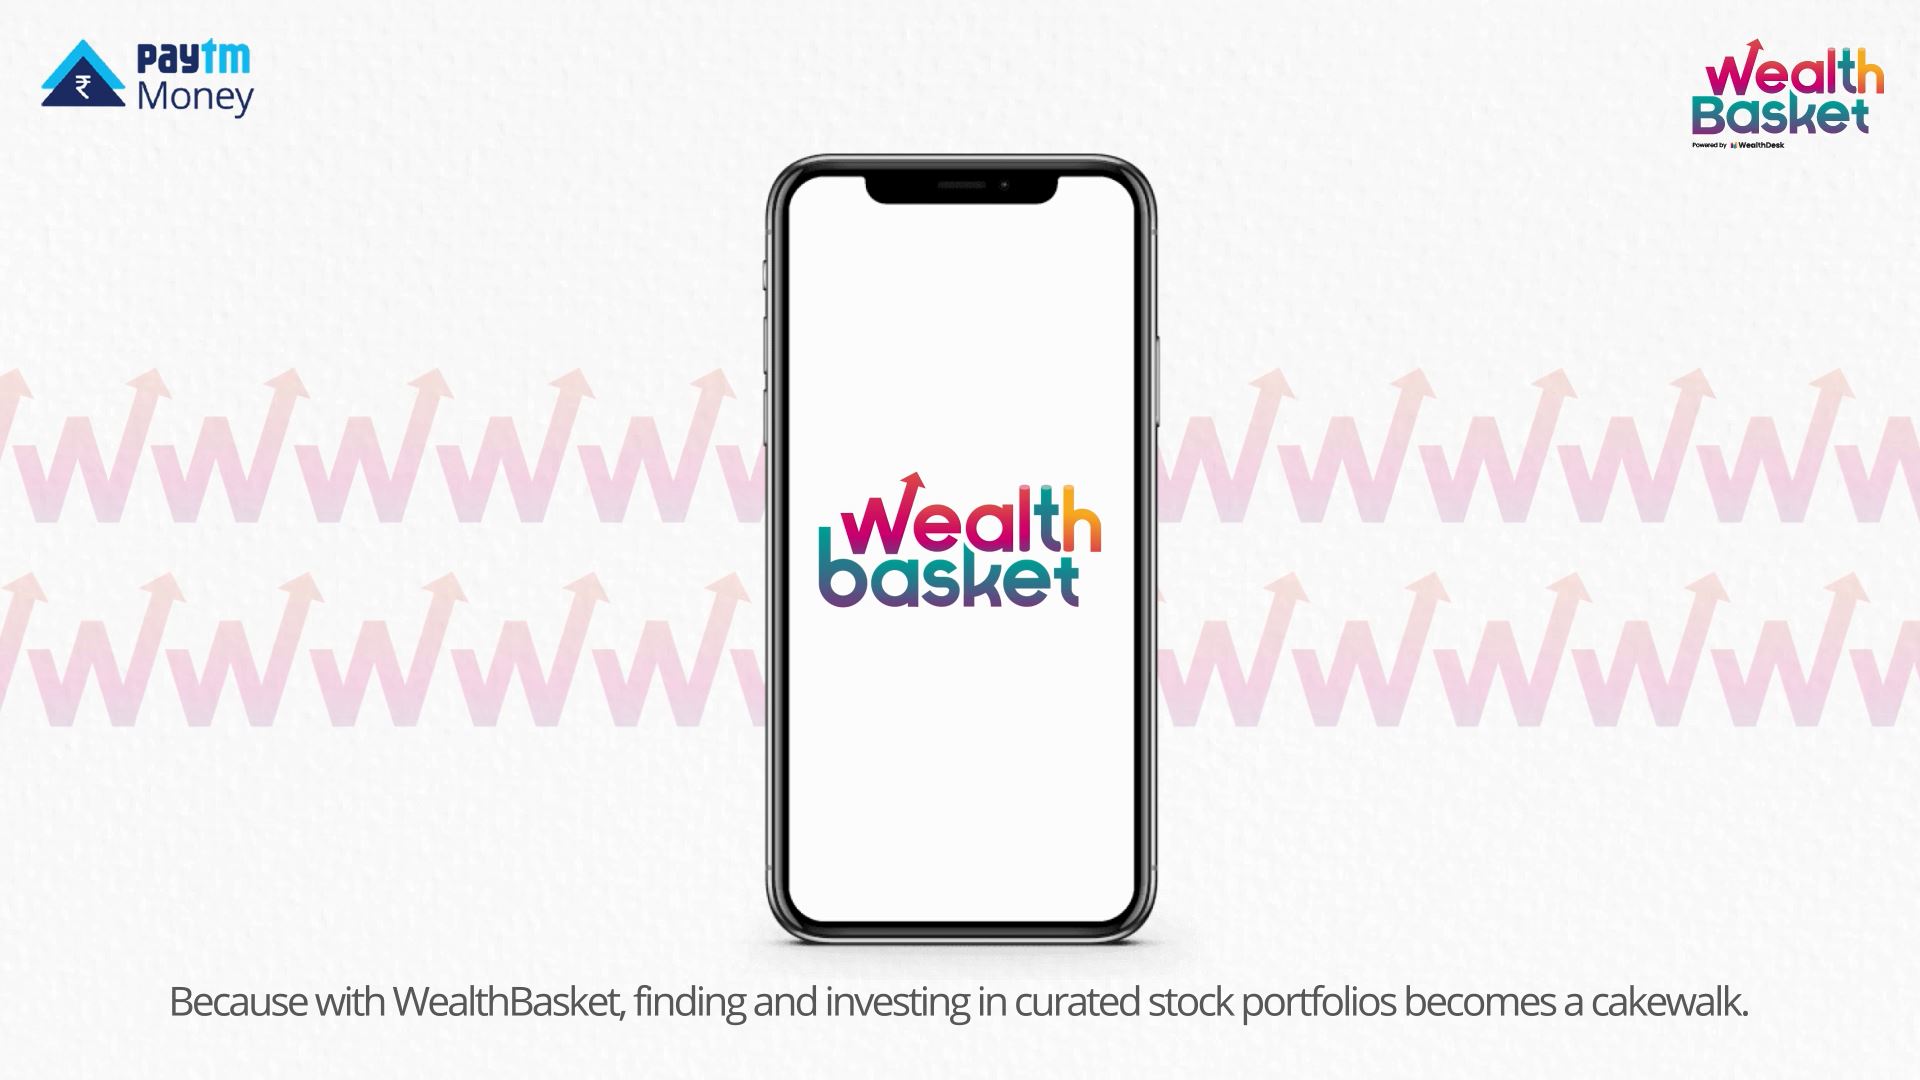 paytm
Money
Wealth
Basket
Powered by WealthDesk
Wealth
basket
Because with WealthBasket, finding and investing in curated stock portfolios becomes a cakewalk.